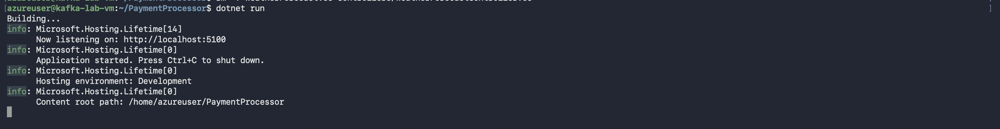 [azureuser@kafka-lab-vm:~/PaymentProcessor$ dotnet run ]
Building...
info: Microsoft.Hosting.Lifetime[14]
Now listening on: http://localhost:5100
info: Microsoft.Hosting.Lifetime[0]
Application started. Press Ctrl+C to shut down.
info: Microsoft.Hosting.Lifetime[0]
Hosting environment: Development
info: Microsoft.Hosting.Lifetime[0]
Content root path: /home/azureuser/PaymentProcessor